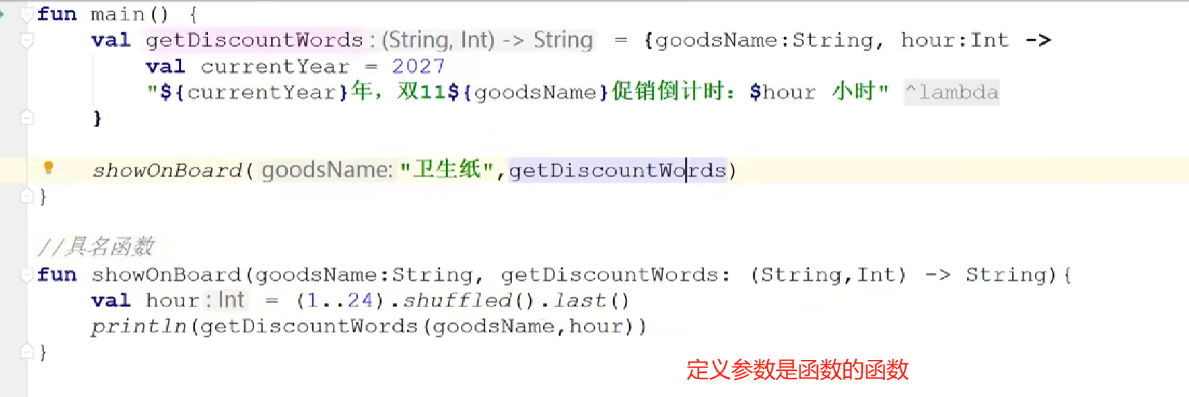 fun main() {
val getDiscountWords : (String, Int) -> String = {goodsName:String, hour:Int ->
val currentYear = 2027
"${currentYear}年，双11${goodsName}促销倒计时：$hour 小时" ^lambda
}
showOnBoard( goodsName: "卫生纸",getDiscountWords)
}
//具名函数
fun showOnBoard(goodsName:String, getDiscountWords: (String,Int) -> String){
val hour : Int = (1..24).shuffled().last()
println(getDiscountWords(goodsName,hour))
}
定义参数是函数的函数